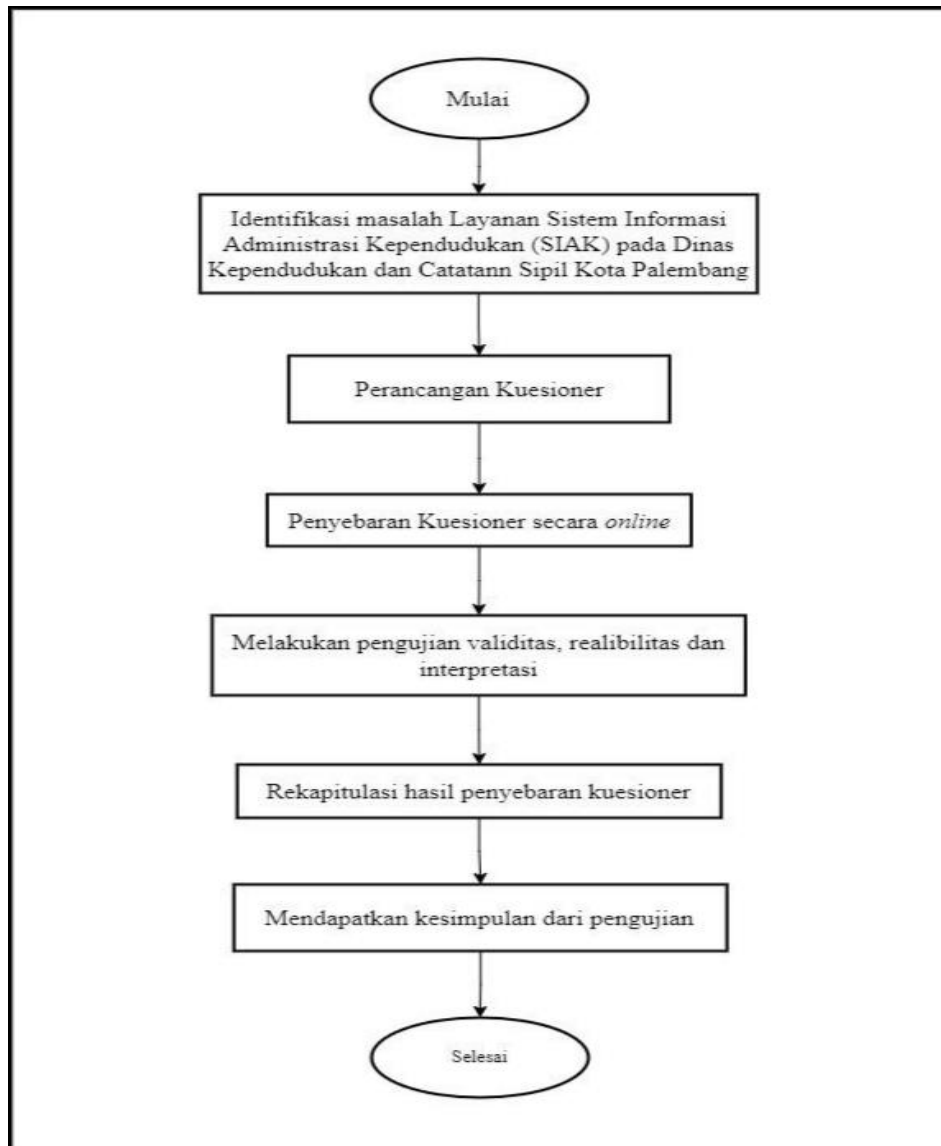 Mulai
Identifikasi masalah Layanan Sistem Informasi
Administrasi Kependudukan (SIAK) pada Dinas
Kependudukan dan Catatann Sipil Kota Palembang
Perancangan Kuesioner
Penyebaran Kuesioner secara online
Melakukan pengujian validitas, realibilitas dan
interpretasi
Rekapitulasi hasil penyebaran kuesioner
Mendapatkan kesimpulan dari pengujian
Selesai